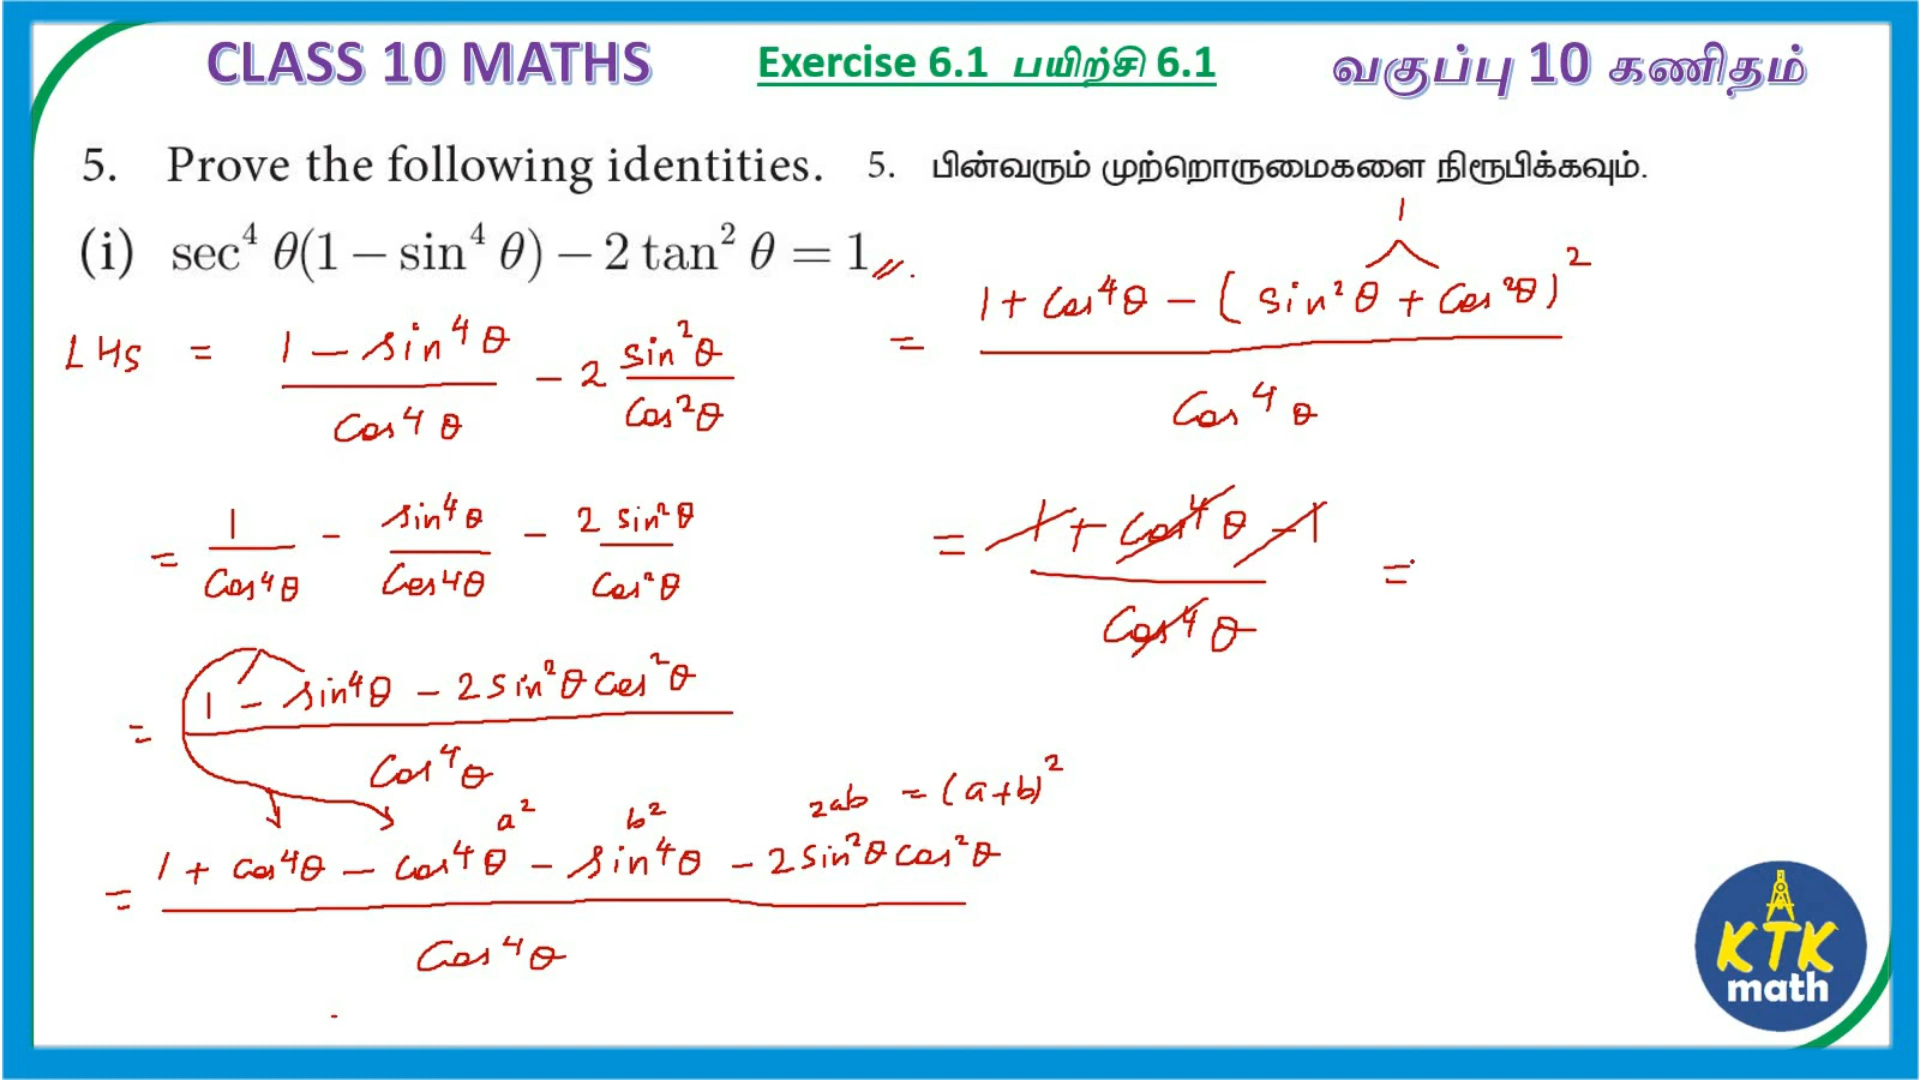 CLASS 10 MATHS
Exercise 6.1 பயிற்சி 6.1
வகுப்பு 10 கணிதம்
5. Prove the following identities.
5. பின்வரும் முற்றொருமைகளை நிரூபிக்கவும்.
(i) sec⁴ θ(1 − sin⁴ θ) − 2 tan² θ = 1 //.
LHS = (1 − sin⁴θ)/(cos⁴θ) − 2 (sin²θ)/(cos²θ)
= 1/(cos⁴θ) − (sin⁴θ)/(cos⁴θ) − (2 sin²θ)/(cos²θ)
= (1 − sin⁴θ − 2 sin²θ cos²θ)/(cos⁴θ)
a² b² 2ab = (a+b)²
= (1 + cos⁴θ − cos⁴θ − sin⁴θ − 2 sin²θ cos²θ)/(cos⁴θ)
1
= (1 + cos⁴θ − (sin²θ + cos²θ)²)/(cos⁴θ)
= (1 + cos⁴θ − 1)/(cos⁴θ) =
KTK
math